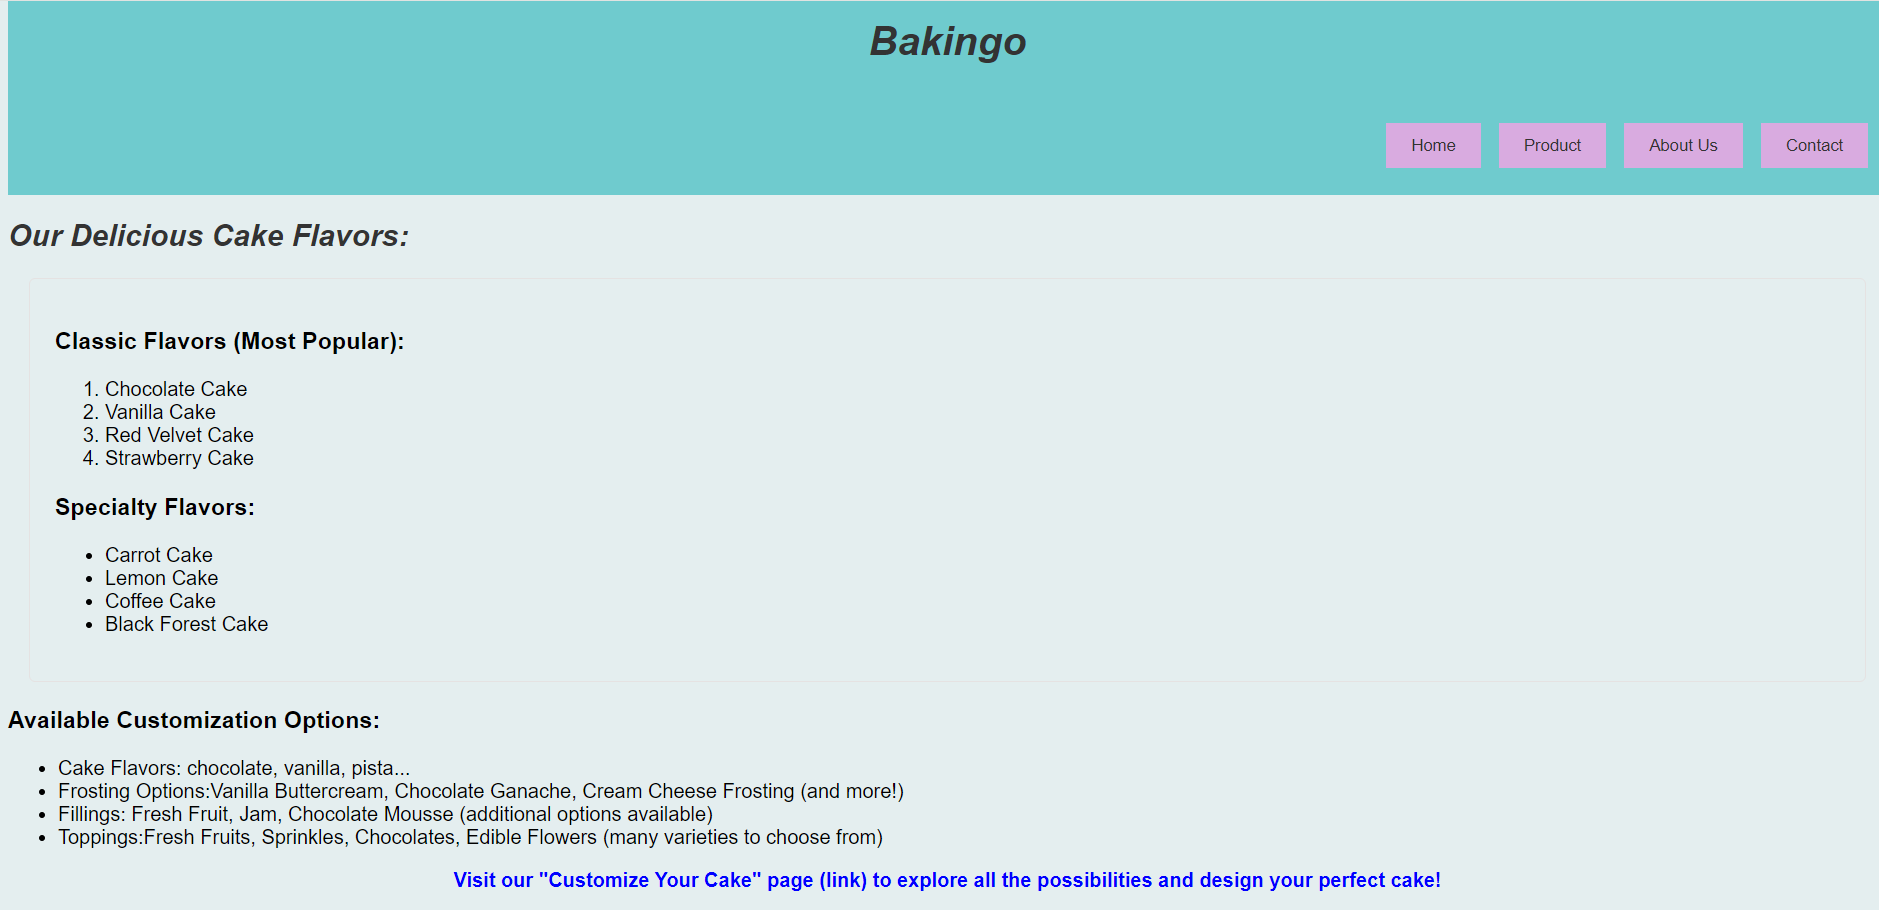 Bakingo
Home Product About Us Contact
Our Delicious Cake Flavors:
Classic Flavors (Most Popular):
1. Chocolate Cake
2. Vanilla Cake
3. Red Velvet Cake
4. Strawberry Cake
Specialty Flavors:
• Carrot Cake
• Lemon Cake
• Coffee Cake
• Black Forest Cake
Available Customization Options:
• Cake Flavors: chocolate, vanilla, pista...
• Frosting Options:Vanilla Buttercream, Chocolate Ganache, Cream Cheese Frosting (and more!)
• Fillings: Fresh Fruit, Jam, Chocolate Mousse (additional options available)
• Toppings:Fresh Fruits, Sprinkles, Chocolates, Edible Flowers (many varieties to choose from)
Visit our "Customize Your Cake" page (link) to explore all the possibilities and design your perfect cake!